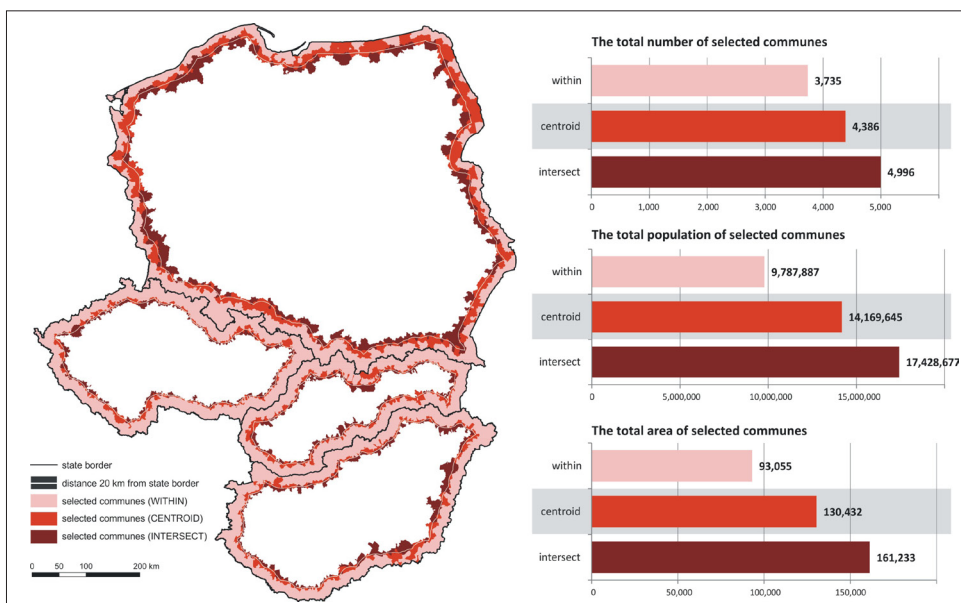 The total number of selected communes
within
3,735
centroid
4,386
intersect
4,996
0 1,000 2,000 3,000 4,000 5,000
The total population of selected communes
within
9,787,887
centroid
14,169,645
intersect
17,428,677
0 5,000,000 10,000,000 15,000,000
The total area of selected communes
within
93,055
centroid
130,432
intersect
161,233
0 50,000 100,000 150,000
state border
distance 20 km from state border
selected communes (WITHIN)
selected communes (CENTROID)
selected communes (INTERSECT)
0 50 100 200 km